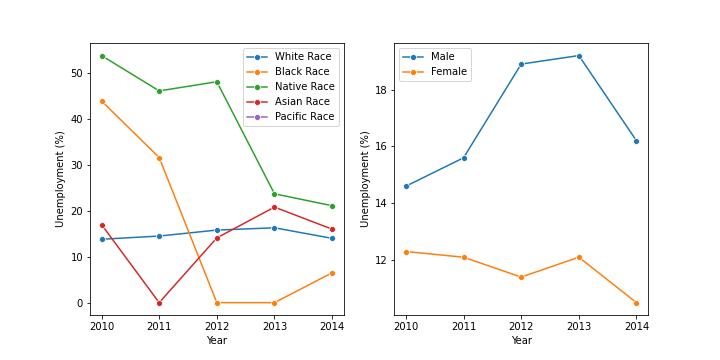 White Race
Black Race
Native Race
Asian Race
Pacific Race
Unemployment (%)
50
40
30
20
10
0
2010 2011 2012 2013 2014
Year
Male
Female
Unemployment (%)
18
16
14
12
2010 2011 2012 2013 2014
Year